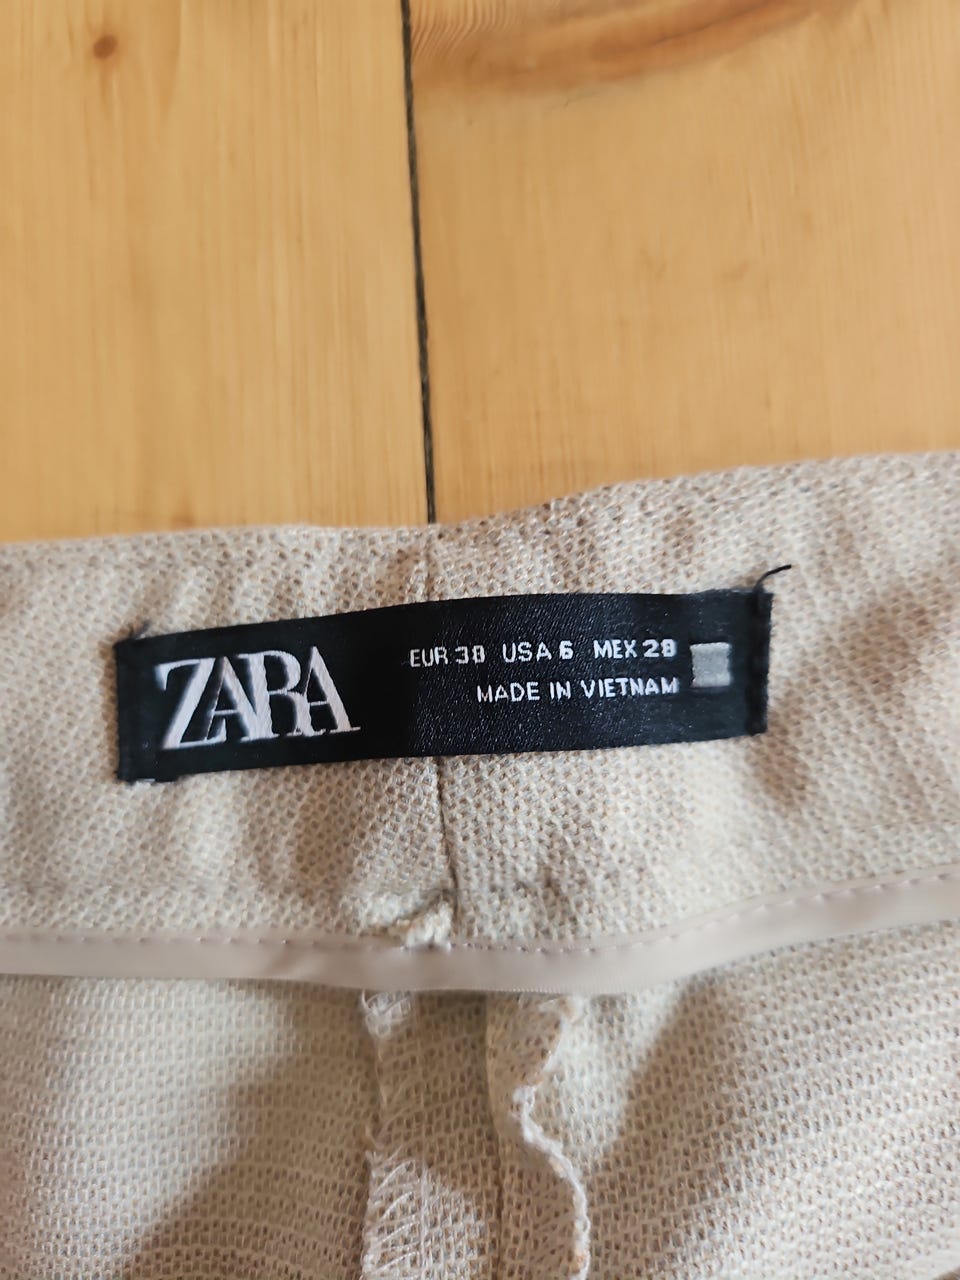 ZARA
EUR 38 USA 6 MEX 28
MADE IN VIETNAM